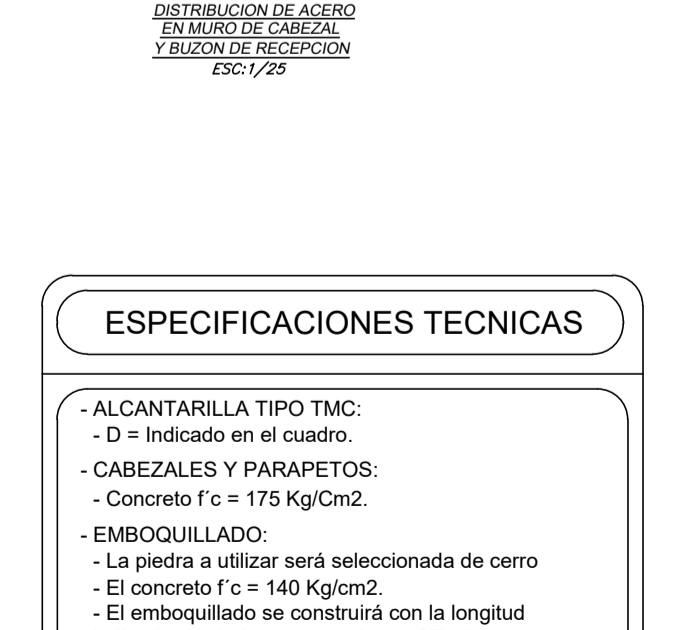 DISTRIBUCION DE ACERO
EN MURO DE CABEZAL
Y BUZON DE RECEPCION
ESC:1/25
ESPECIFICACIONES TECNICAS
- ALCANTARILLA TIPO TMC:
- D = Indicado en el cuadro.
- CABEZALES Y PARAPETOS:
- Concreto f´c = 175 Kg/Cm2.
- EMBOQUILLADO:
- La piedra a utilizar será seleccionada de cerro
- El concreto f´c = 140 Kg/cm2.
- El emboquillado se construirá con la longitud